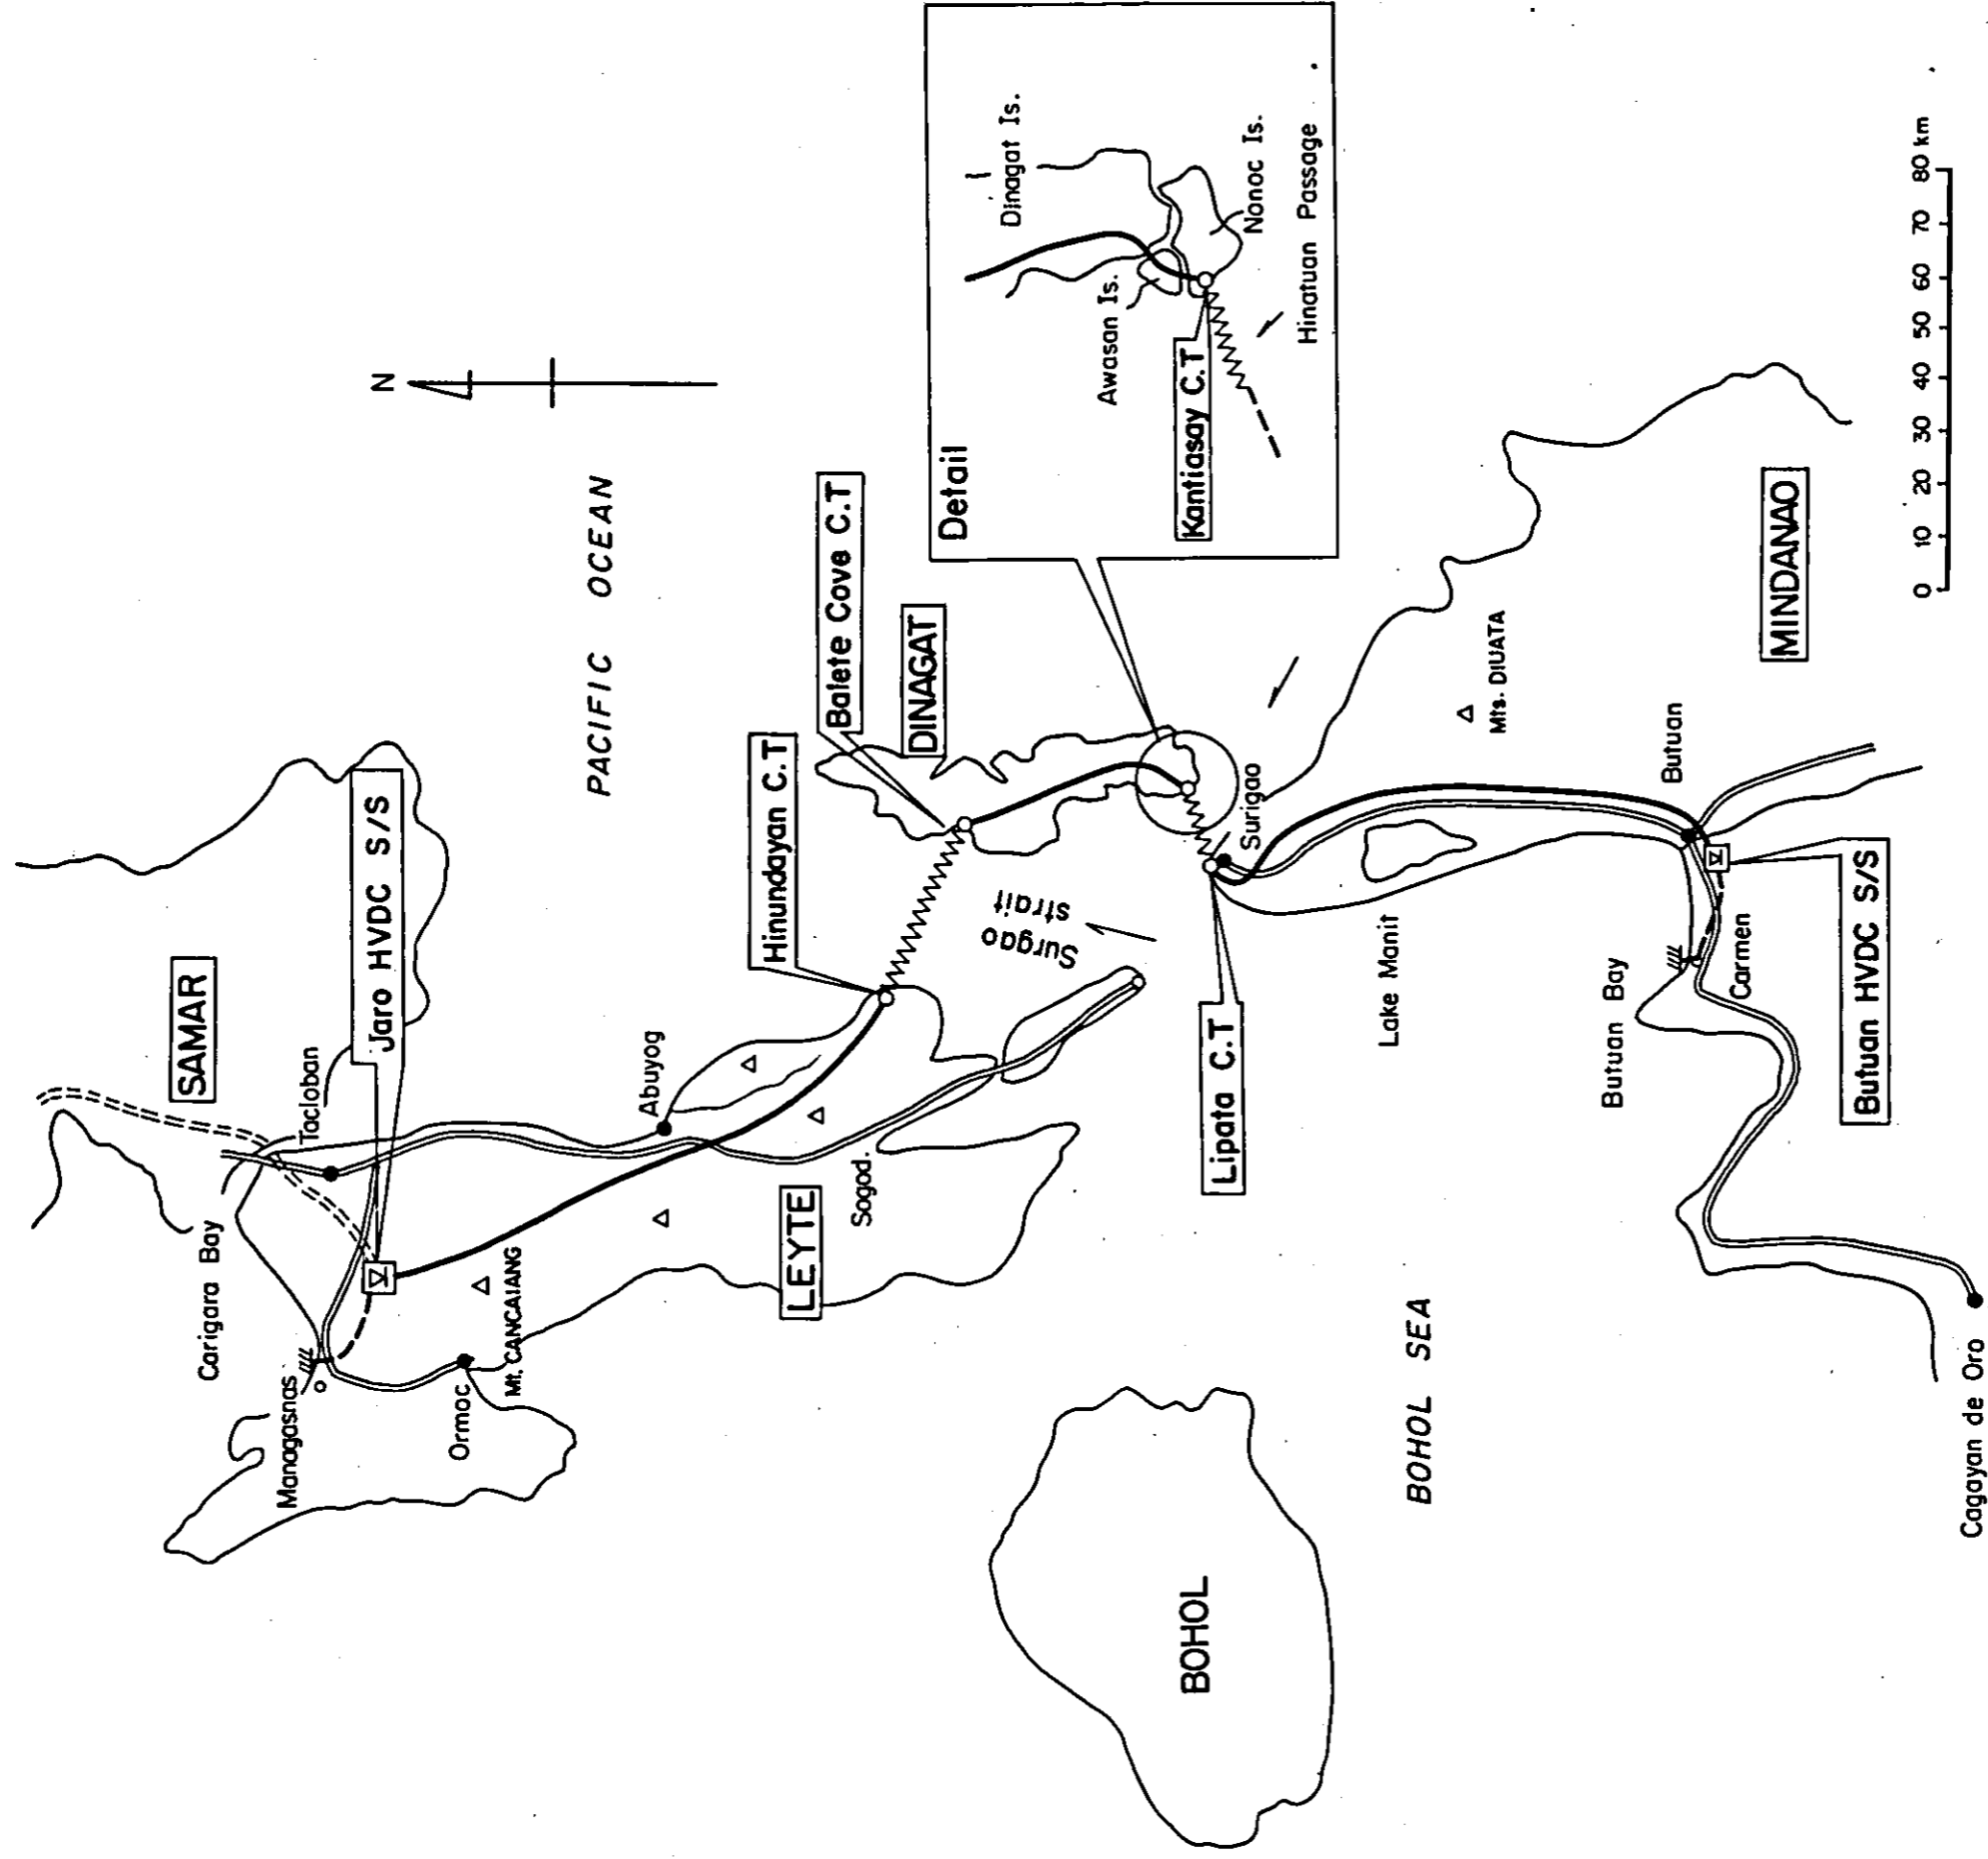 SAMAR
Tacloban
Jaro HVDC S/S
Carigara Bay
Managasnas
Ormoc
Mt. CANCAIANG
Abuyog
LEYTE
Sogod.
Hinundayan C.T
Balete Cove C.T
DINAGAT
PACIFIC OCEAN
N
Detail
Dinagat Is.
Awasan Is.
Nonoc Is.
Kantiasay C.T
Hinatuan Passage
Surgao
strait
Surigao
Lipata C.T
Lake Manit
Mts. DIUATA
MINDANAO
Butuan
Butuan Bay
Carmen
Butuan HVDC S/S
BOHOL
BOHOL SEA
Cagayan de Oro
0 10 20 30 40 50 60 70 80 km